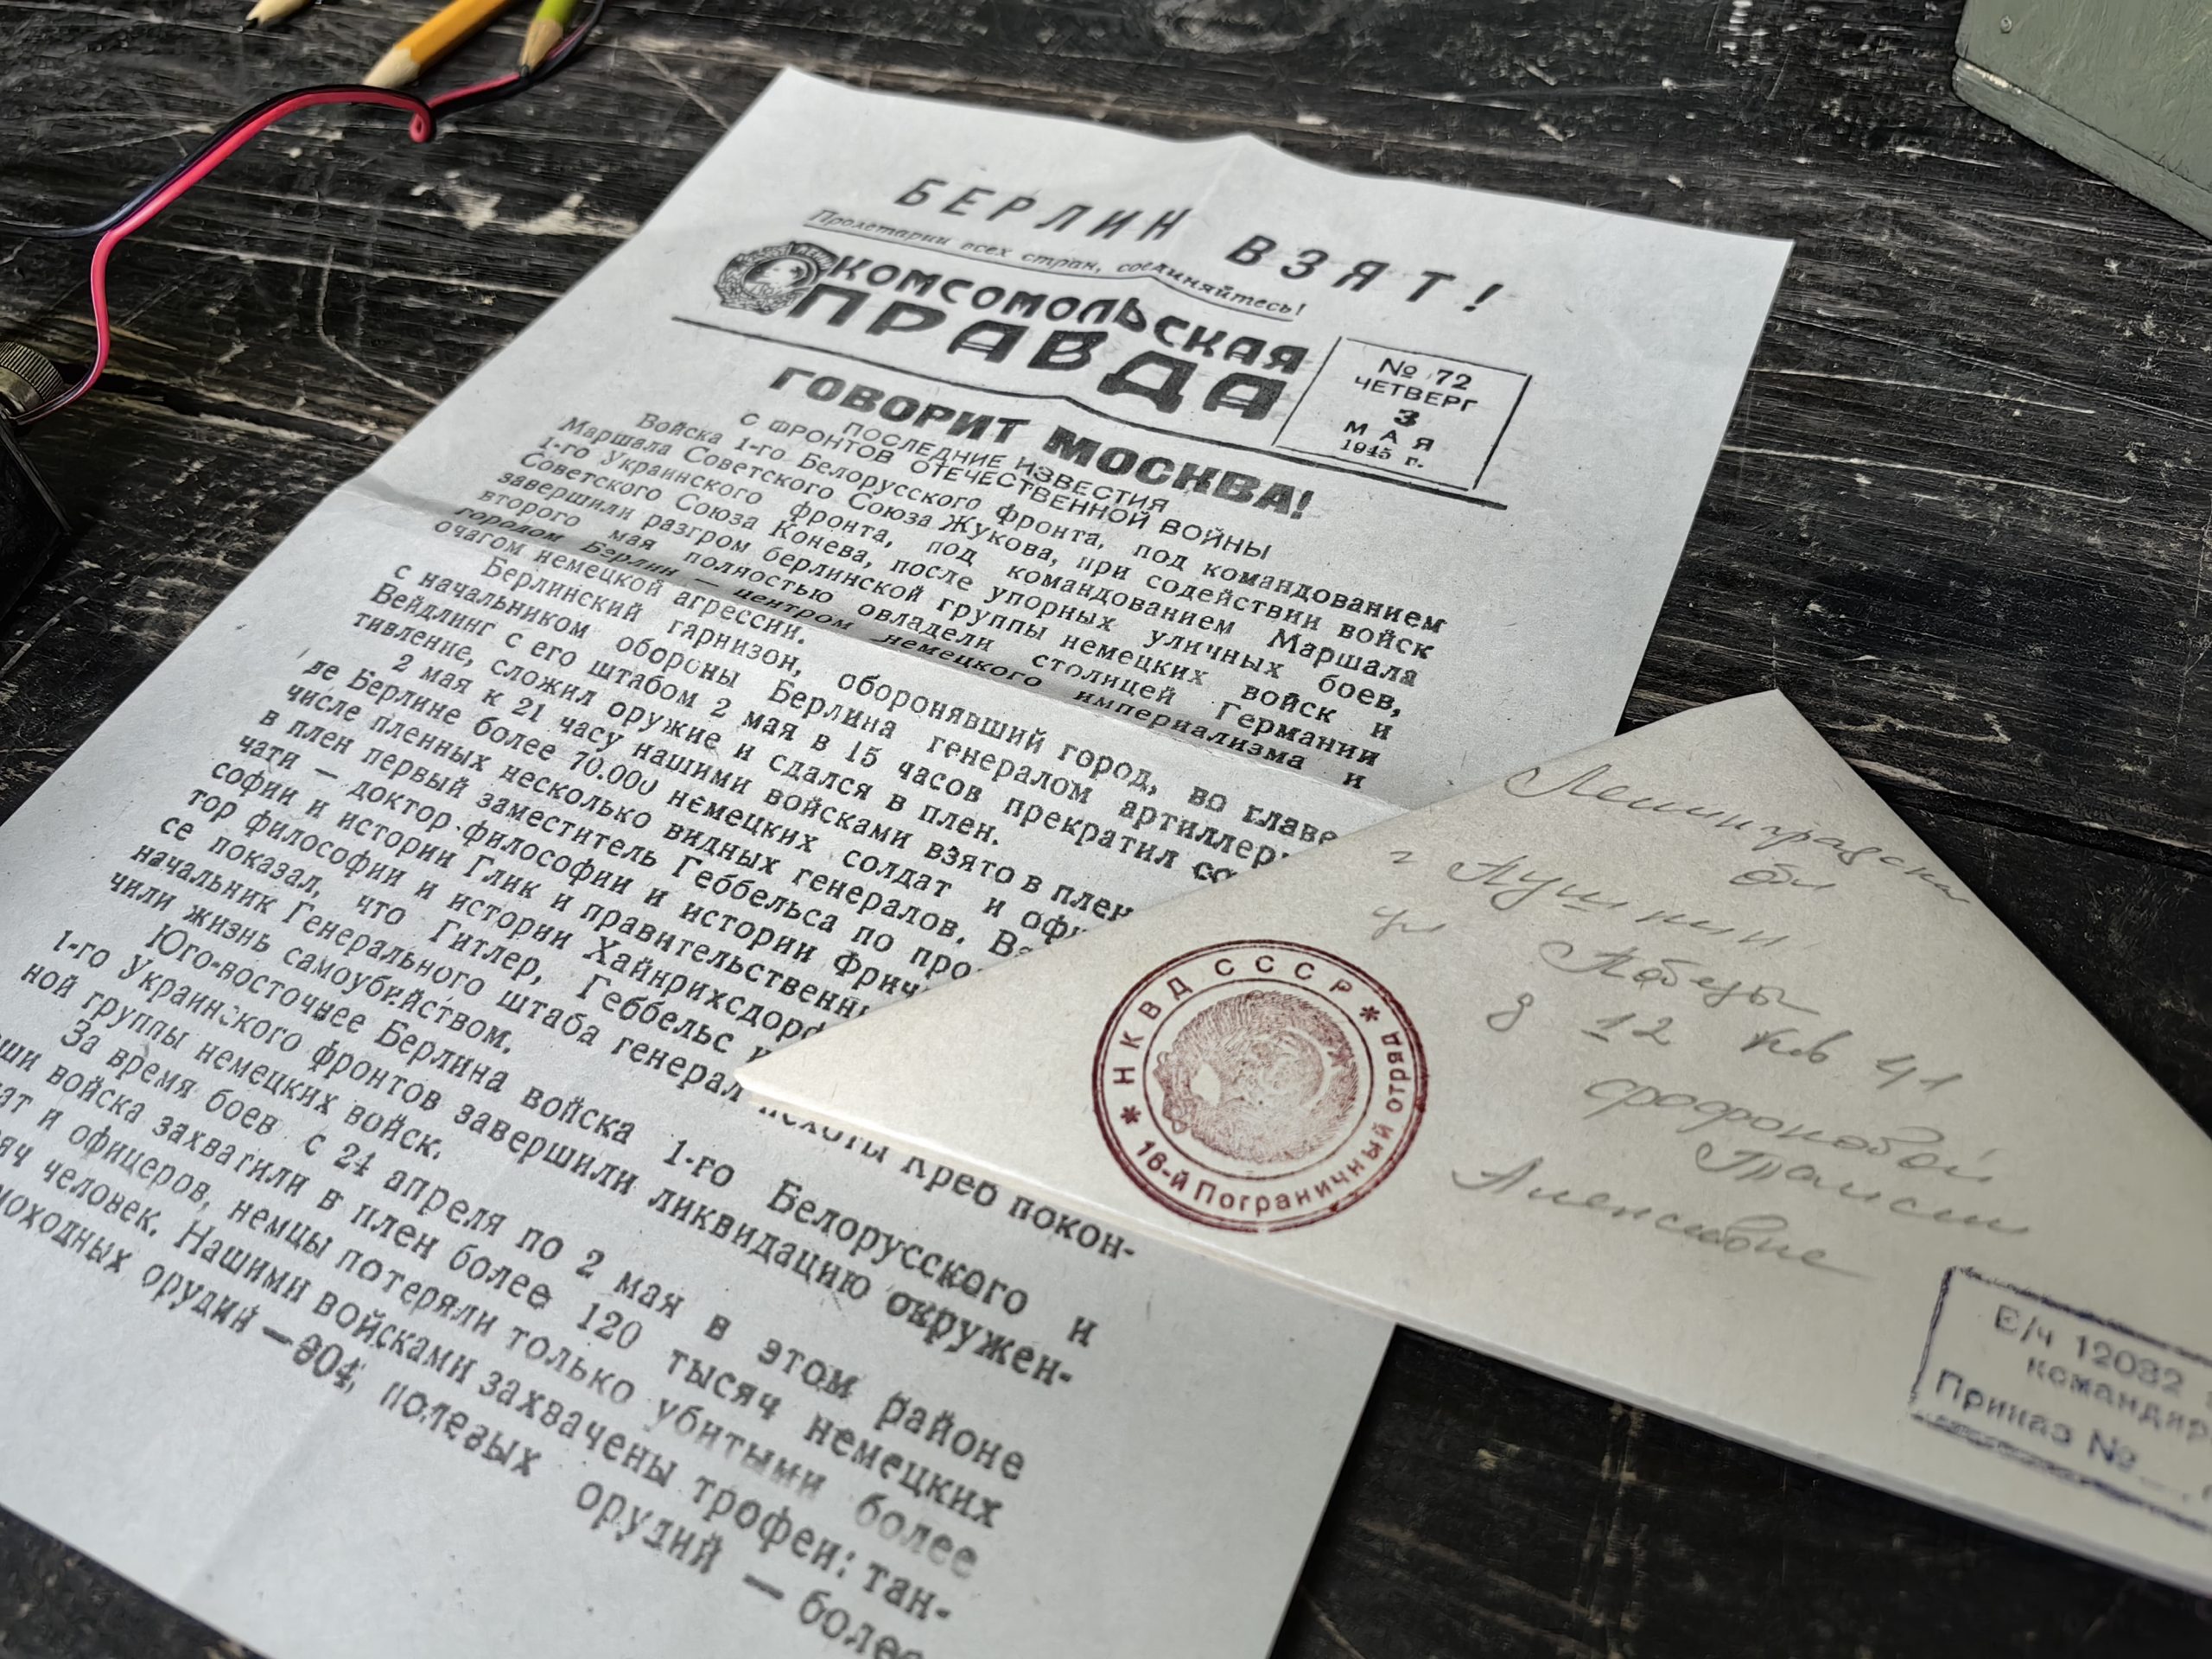 БЕРЛИН ВЗЯТ!
Пролетарии всех стран, соединяйтесь!
КОМСОМОЛЬСКАЯ
ПРАВДА
№ 72
ЧЕТВЕРГ
3
МАЯ
1945 г.
ГОВОРИТ МОСКВА!
ПОСЛЕДНИЕ ИЗВЕСТИЯ
С ФРОНТОВ ОТЕЧЕСТВЕННОЙ ВОЙНЫ
Войска 1-го Белорусского фронта, под командованием
Маршала Советского Союза Жукова, при содействии войск
1-го Украинского фронта, под командованием Маршала
Советского Союза Конева, после упорных уличных боев,
завершили разгром берлинской группы немецких войск и
второго мая полностью овладели столицей Германии
городом Берлин — центром немецкого империализма и
очагом немецкой агрессии.
Берлинский гарнизон, оборонявший город, во главе
с начальником обороны Берлина генералом артиллер
Вейдлинг с его штабом 2 мая в 15 часов прекратил со
тивление, сложил оружие и сдался в плен.
2 мая к 21 часу нашими войсками взято в плен
де Берлине более 70.000 немецких солдат и офи
числе пленных несколько видных генералов. Вз
в плен первый заместитель Геббельса по про
чати — доктор философии и истории Фрич
софии и истории Глик и правительственн
тор философии и истории Хайнрихсдорф
се показал, что Гитлер, Геббельс и
начальник Генерального штаба генерал пехоты Креб покон-
чили жизнь самоубийством.
Юго-восточнее Берлина войска 1-го Белорусского и
1-го Украинского фронтов завершили ликвидацию окружен-
ной группы немецких войск.
За время боев с 24 апреля по 2 мая в этом районе
ши войска захватили в плен более 120 тысяч немецких
ат и офицеров, немцы потеряли только убитыми более
яч человек. Нашими войсками захвачены трофеи: тан-
моходных орудий — 304, полевых орудий — более
Ленинградская
обл
г Пушкин
ул Победы
д 12 кв 41
Софроновой
Таисии
Алексеевне
* НКВД СССР *
16-й Пограничный отряд
Е/ч 12032
командир
Приказ №